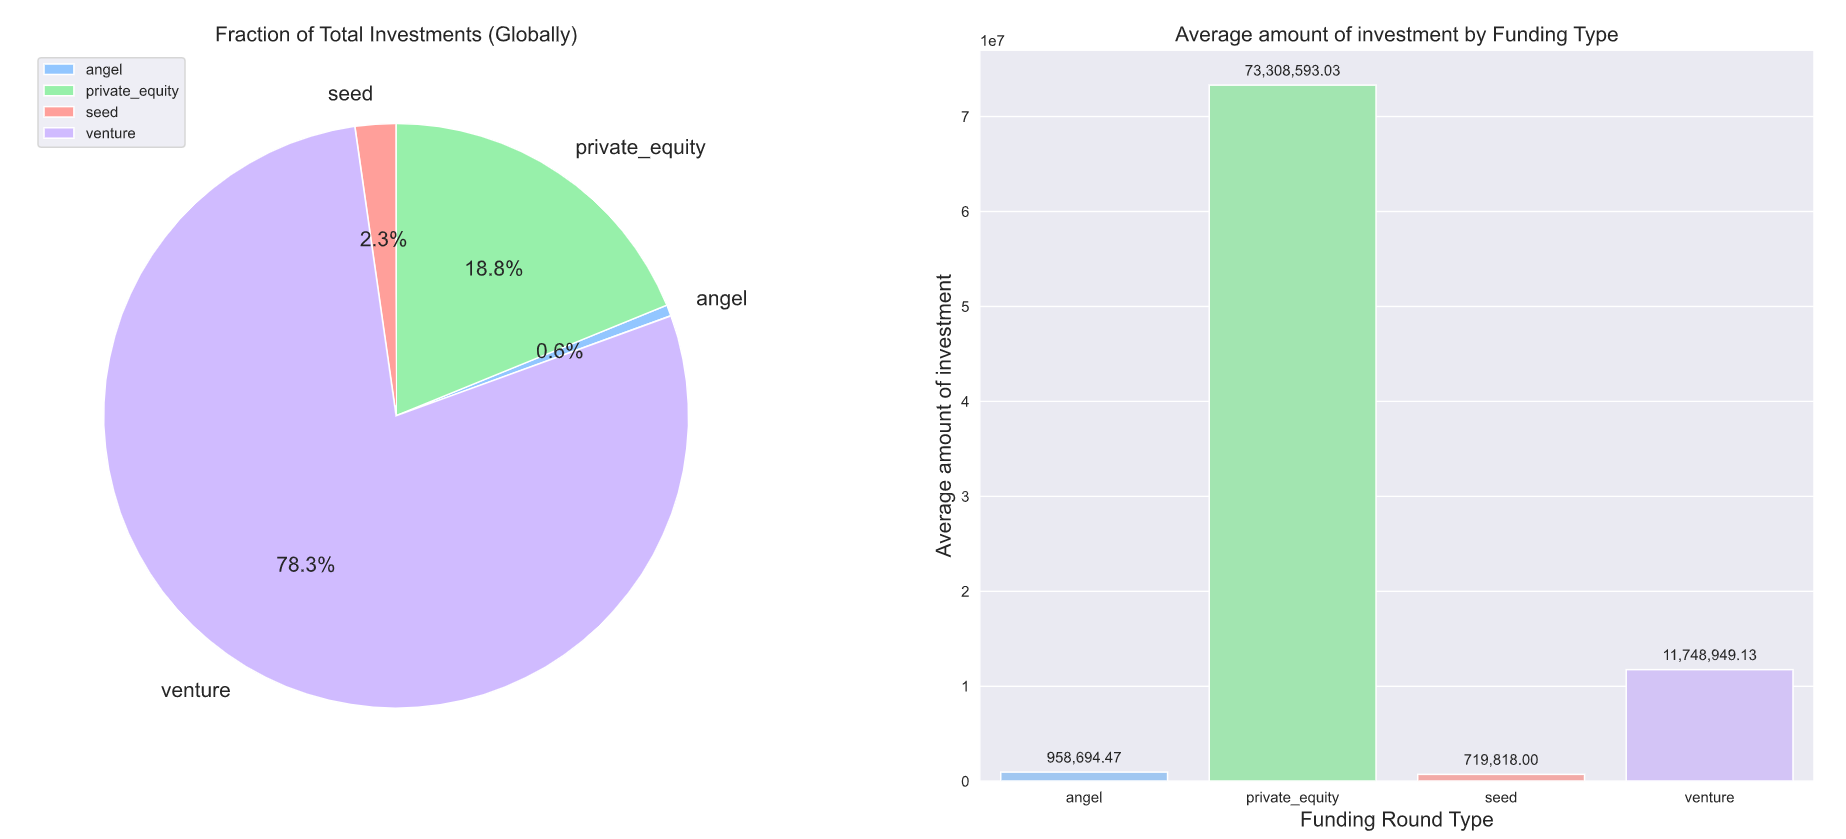 Fraction of Total Investments (Globally)
angel
private_equity
seed
venture
seed
private_equity
angel
venture
2.3%
18.8%
0.6%
78.3%
Average amount of investment by Funding Type
1e7
Average amount of investment
7
6
5
4
3
2
1
0
73,308,593.03
11,748,949.13
958,694.47
719,818.00
angel
private_equity
seed
venture
Funding Round Type